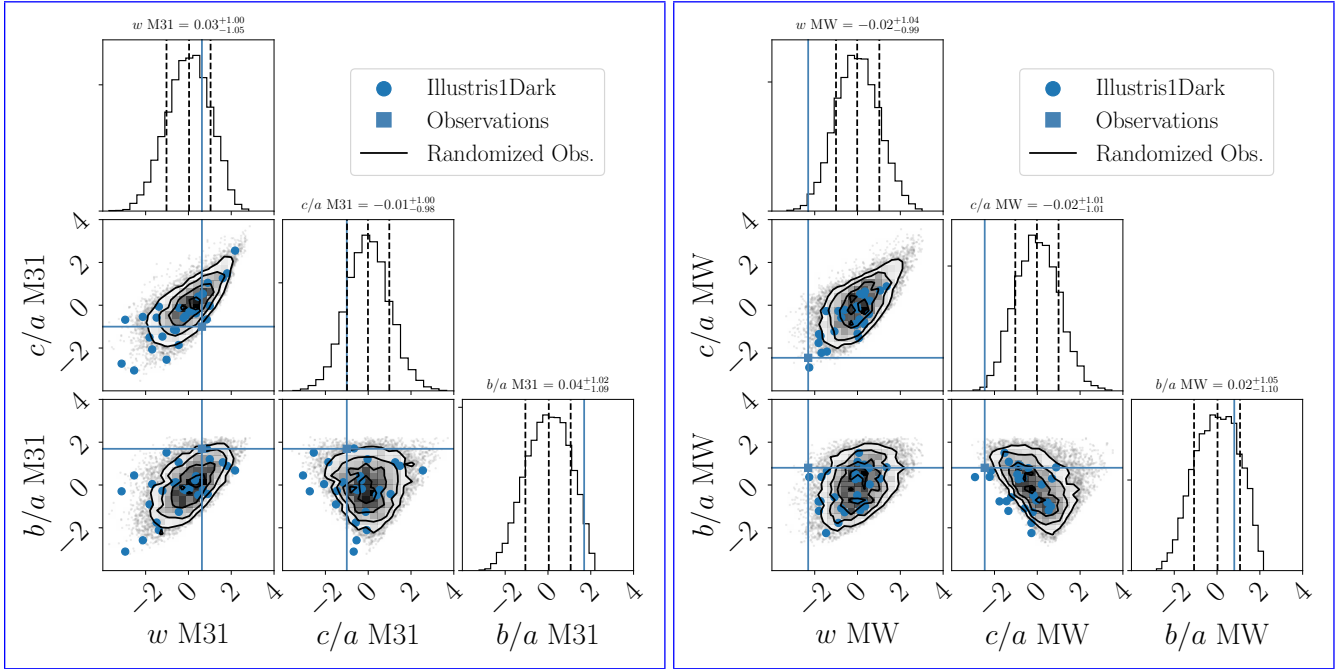 w M31 = 0.03^{+1.00}_{-1.05}
Illustris1Dark
Observations
Randomized Obs.
c/a M31 = −0.01^{+1.00}_{-0.98}
4
2
0
−2
c/a M31
b/a M31 = 0.04^{+1.02}_{-1.09}
4
2
0
−2
b/a M31
−2 0 2 4
−2 0 2 4
−2 0 2 4
w M31
c/a M31
b/a M31
w MW = −0.02^{+1.04}_{-0.99}
Illustris1Dark
Observations
Randomized Obs.
c/a MW = −0.02^{+1.01}_{-1.01}
4
2
0
−2
c/a MW
b/a MW = 0.02^{+1.05}_{-1.10}
4
2
0
−2
b/a MW
−2 0 2 4
−2 0 2 4
−2 0 2 4
w MW
c/a MW
b/a MW